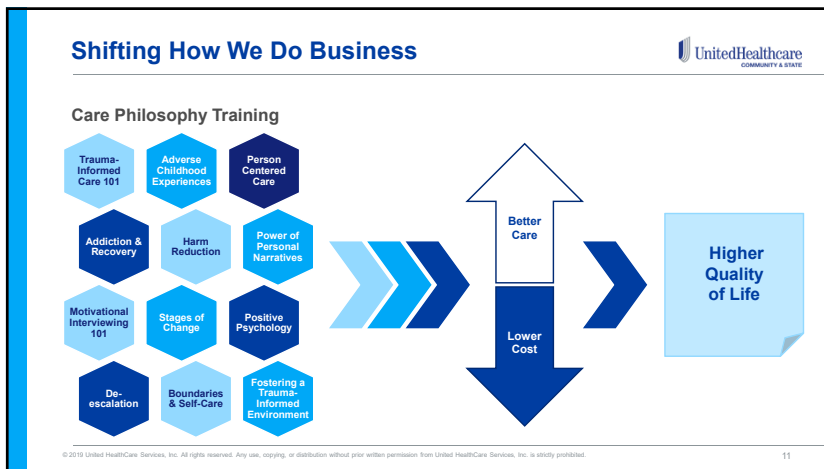 Shifting How We Do Business
UnitedHealthcare
COMMUNITY & STATE
Care Philosophy Training
Trauma-
Informed
Care 101
Adverse
Childhood
Experiences
Person
Centered
Care
Addiction &
Recovery
Harm
Reduction
Power of
Personal
Narratives
Motivational
Interviewing
101
Stages of
Change
Positive
Psychology
De-
escalation
Boundaries
& Self-Care
Fostering a
Trauma-
Informed
Environment
Better
Care
Lower
Cost
Higher
Quality
of Life
© 2019 United HealthCare Services, Inc. All rights reserved. Any use, copying, or distribution without prior written permission from United HealthCare Services, Inc. is strictly prohibited.
11